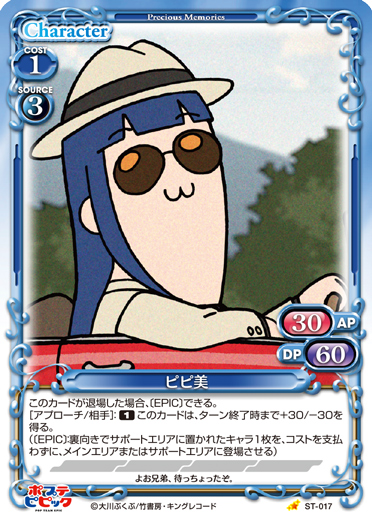 Precious Memories
Character
COST
1
SOURCE
3
30 AP
DP 60
ピピ美
このカードが退場した場合、〔EPIC〕できる。
[アプローチ/相手]:1このカードは、ターン終了時まで+30/-30を
得る。
(〔EPIC〕:裏向きでサポートエリアに置かれたキャラ1枚を、コストを支払
わずに、メインエリアまたはサポートエリアに登場させる)
よお兄弟、待っちょったぞ。
ポプテ
ピピック
POP TEAM EPIC
©大川ぶくぶ/竹書房・キングレコード
ST-017